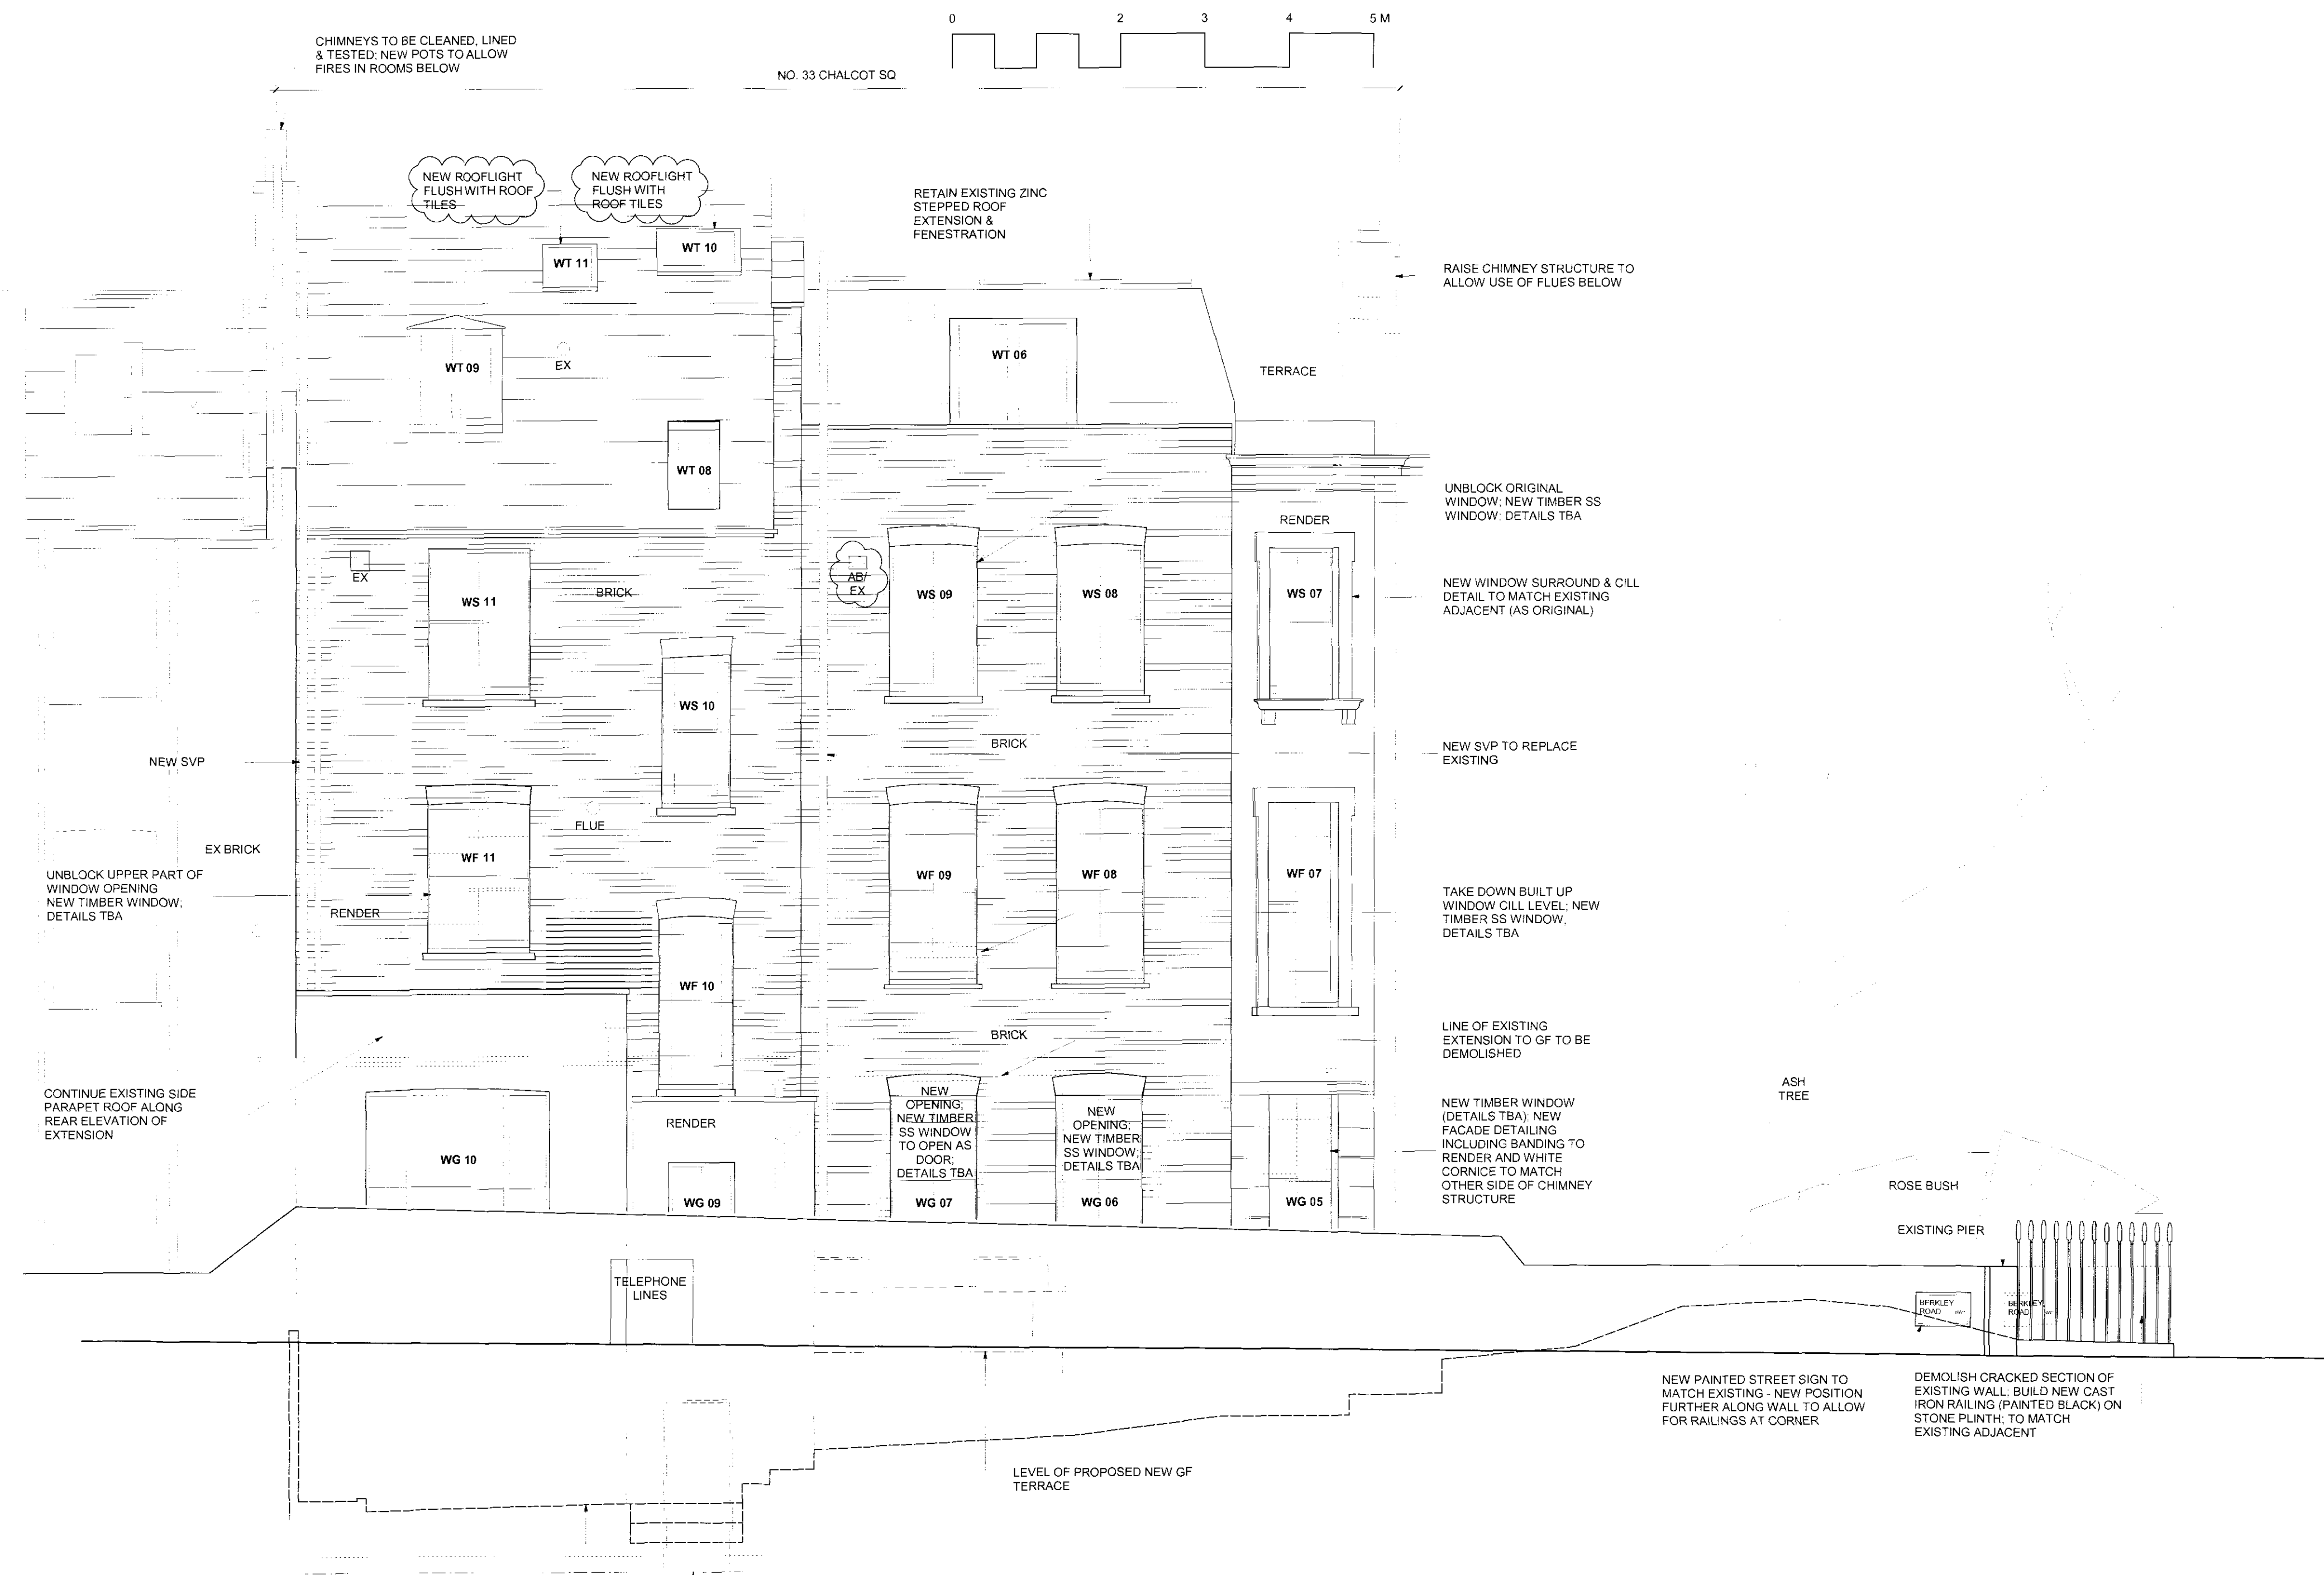 0 2 3 4 5 M
CHIMNEYS TO BE CLEANED, LINED
& TESTED; NEW POTS TO ALLOW
FIRES IN ROOMS BELOW
NO. 33 CHALCOT SQ
NEW ROOFLIGHT
FLUSH WITH ROOF
TILES
NEW ROOFLIGHT
FLUSH WITH
ROOF TILES
RETAIN EXISTING ZINC
STEPPED ROOF
EXTENSION &
FENESTRATION
WT 11
WT 10
RAISE CHIMNEY STRUCTURE TO
ALLOW USE OF FLUES BELOW
WT 09
EX
WT 06
TERRACE
WT 08
UNBLOCK ORIGINAL
WINDOW; NEW TIMBER SS
WINDOW; DETAILS TBA
RENDER
EX
WS 11
BRICK
AB/
EX
WS 09
WS 08
WS 07
NEW WINDOW SURROUND & CILL
DETAIL TO MATCH EXISTING
ADJACENT (AS ORIGINAL)
WS 10
BRICK
NEW SVP
NEW SVP TO REPLACE
EXISTING
FLUE
EX BRICK
WF 11
WF 09
WF 08
WF 07
UNBLOCK UPPER PART OF
WINDOW OPENING
NEW TIMBER WINDOW;
DETAILS TBA
RENDER
TAKE DOWN BUILT UP
WINDOW CILL LEVEL; NEW
TIMBER SS WINDOW,
DETAILS TBA
WF 10
BRICK
LINE OF EXISTING
EXTENSION TO GF TO BE
DEMOLISHED
CONTINUE EXISTING SIDE
PARAPET ROOF ALONG
REAR ELEVATION OF
EXTENSION
RENDER
NEW
OPENING;
NEW TIMBER
SS WINDOW
TO OPEN AS
DOOR;
DETAILS TBA
NEW
OPENING;
NEW TIMBER
SS WINDOW;
DETAILS TBA
NEW TIMBER WINDOW
(DETAILS TBA); NEW
FACADE DETAILING
INCLUDING BANDING TO
RENDER AND WHITE
CORNICE TO MATCH
OTHER SIDE OF CHIMNEY
STRUCTURE
ASH
TREE
WG 10
WG 09
WG 07
WG 06
WG 05
ROSE BUSH
EXISTING PIER
TELEPHONE
LINES
BERKLEY
ROAD
BERKLEY
ROAD
NEW PAINTED STREET SIGN TO
MATCH EXISTING - NEW POSITION
FURTHER ALONG WALL TO ALLOW
FOR RAILINGS AT CORNER
DEMOLISH CRACKED SECTION OF
EXISTING WALL; BUILD NEW CAST
IRON RAILING (PAINTED BLACK) ON
STONE PLINTH; TO MATCH
EXISTING ADJACENT
LEVEL OF PROPOSED NEW GF
TERRACE